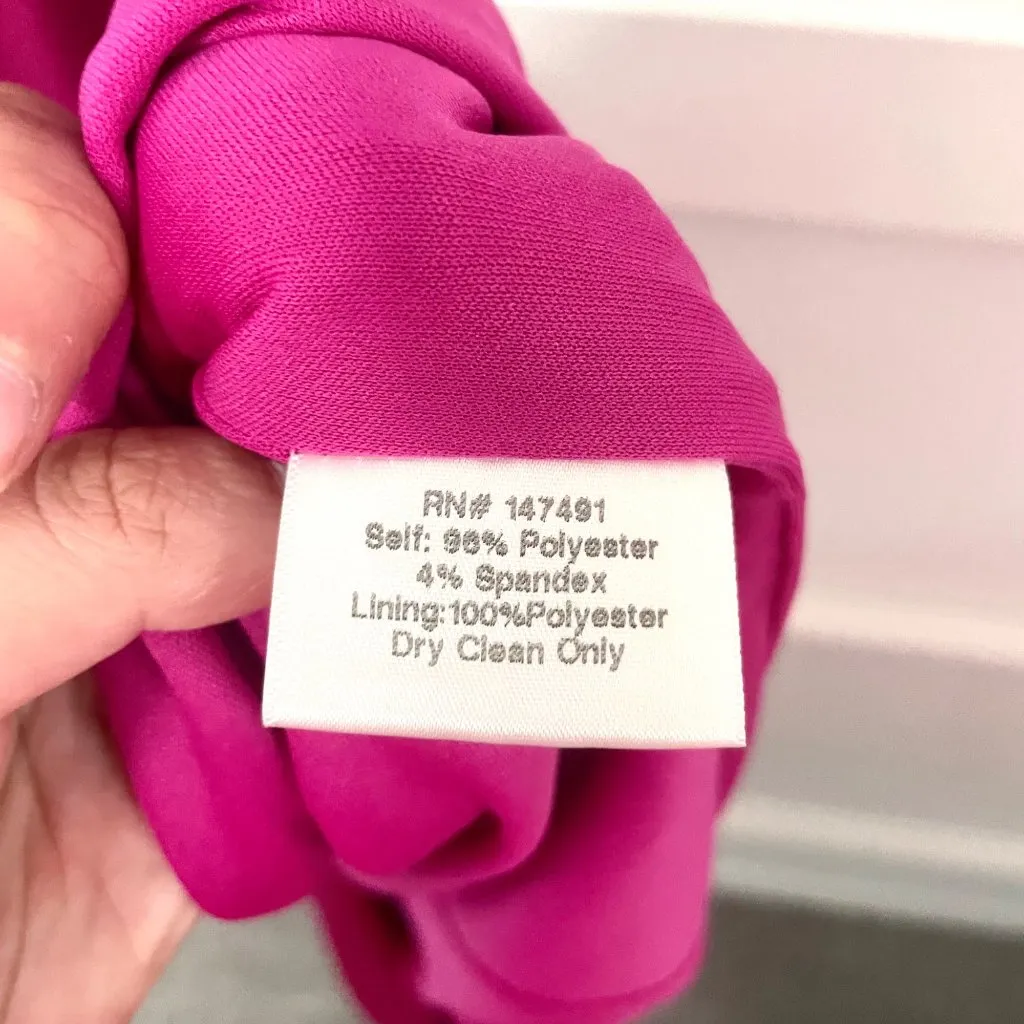 RN# 147491
Self: 96% Polyester
4% Spandex
Lining:100%Polyester
Dry Clean Only